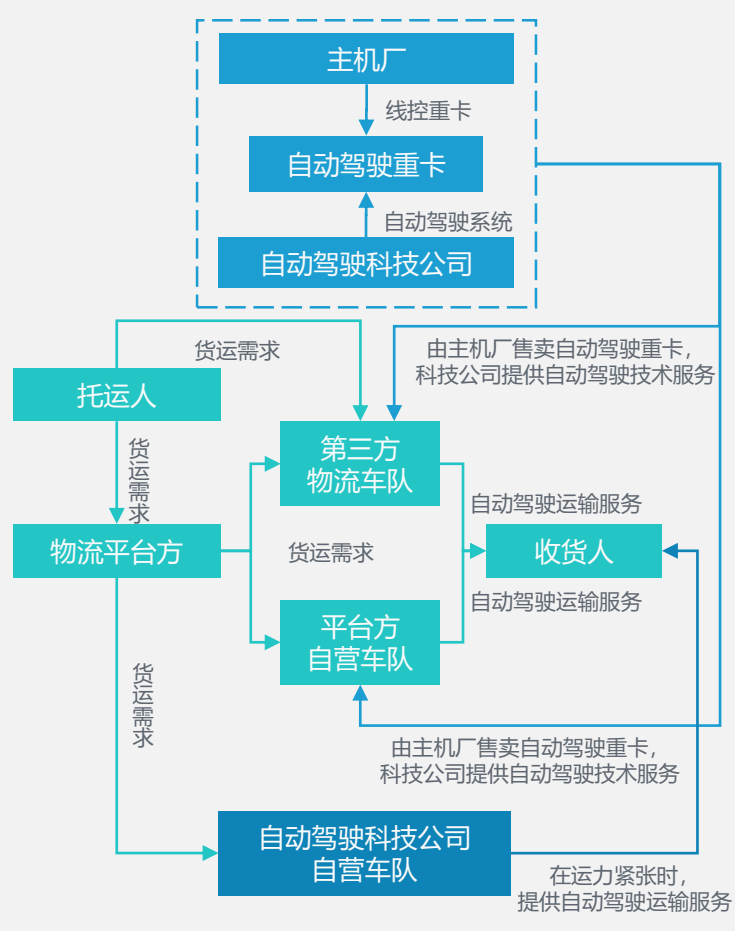 主机厂
线控重卡
自动驾驶重卡
自动驾驶系统
自动驾驶科技公司
货运需求
由主机厂售卖自动驾驶重卡，
科技公司提供自动驾驶技术服务
托运人
货运需求
第三方
物流车队
自动驾驶运输服务
物流平台方
货运需求
收货人
自动驾驶运输服务
平台方
自营车队
货运需求
由主机厂售卖自动驾驶重卡，
科技公司提供自动驾驶技术服务
自动驾驶科技公司
自营车队
在运力紧张时，
提供自动驾驶运输服务